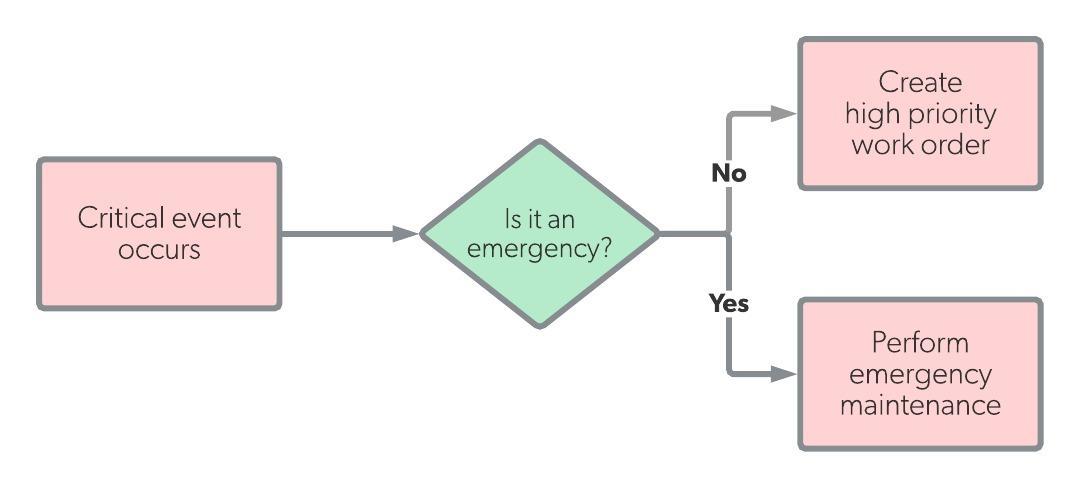 Critical event
occurs
Is it an
emergency?
No
Create
high priority
work order
Yes
Perform
emergency
maintenance